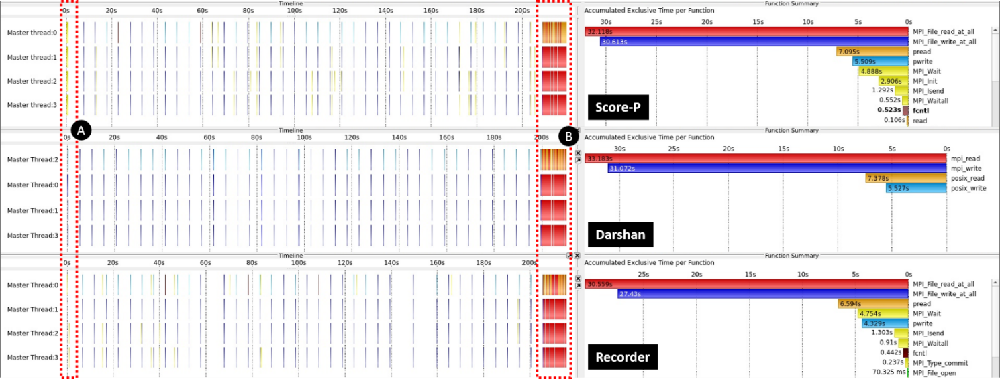 Timeline
0s 20s 40s 60s 80s 100s 120s 140s 160s 180s 200s
Master thread:0
Master thread:1
Master thread:2
Master thread:3
Function Summary
Accumulated Exclusive Time per Function
30s 25s 20s 15s 10s 5s 0s
32.118s MPI_File_read_at_all
30.613s MPI_File_write_at_all
7.095s pread
5.509s pwrite
4.888s MPI_Wait
2.906s MPI_Init
1.292s MPI_Isend
0.552s MPI_Waitall
0.523s fcntl
0.106s read
Score-P
A
B
Timeline
0s 20s 40s 60s 80s 100s 120s 140s 160s 180s 200s
Master Thread:2
Master Thread:0
Master Thread:1
Master Thread:3
Function Summary
Accumulated Exclusive Time per Function
30s 25s 20s 15s 10s 5s 0s
33.183s mpi_read
31.072s mpi_write
7.378s posix_read
5.527s posix_write
Darshan
Timeline
0s 20s 40s 60s 80s 100s 120s 140s 160s 180s 200s
Master Thread:0
Master Thread:1
Master Thread:2
Master Thread:3
Function Summary
Accumulated Exclusive Time per Function
25s 20s 15s 10s 5s 0s
30.559s MPI_File_read_at_all
27.43s MPI_File_write_at_all
6.594s pread
4.754s MPI_Wait
4.329s pwrite
1.303s MPI_Isend
0.91s MPI_Waitall
0.442s fcntl
0.237s MPI_Type_commit
70.325 ms MPI_File_open
Recorder